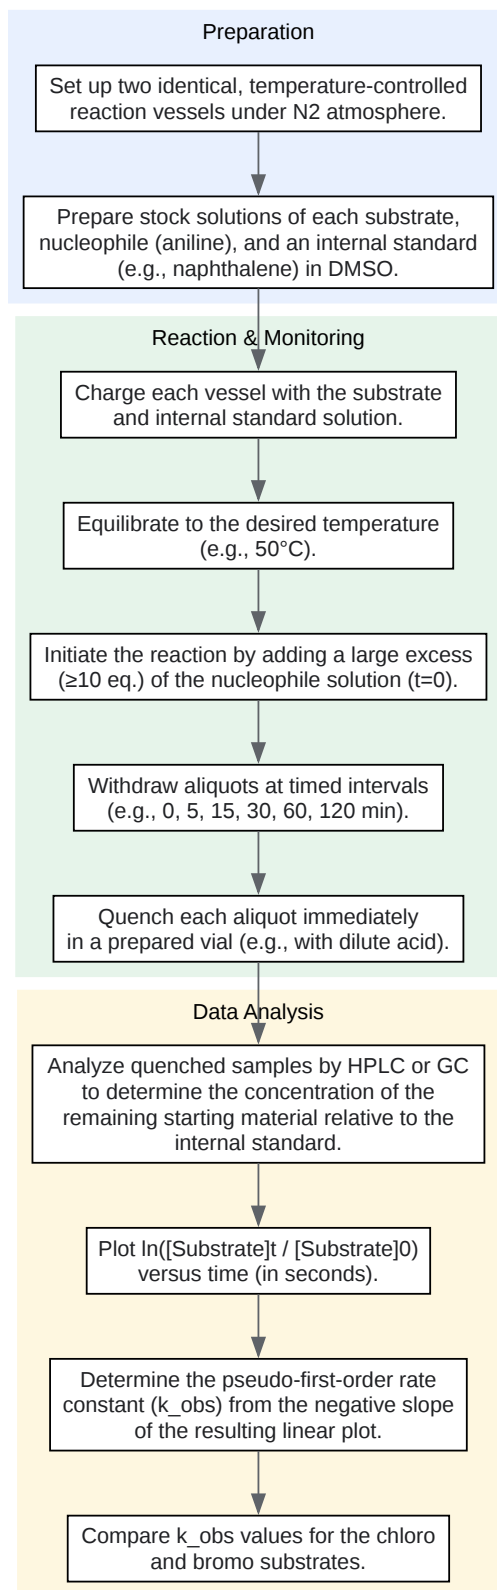 Preparation
Set up two identical, temperature-controlled
reaction vessels under N2 atmosphere.
Prepare stock solutions of each substrate,
nucleophile (aniline), and an internal standard
(e.g., naphthalene) in DMSO.
Reaction & Monitoring
Charge each vessel with the substrate
and internal standard solution.
Equilibrate to the desired temperature
(e.g., 50°C).
Initiate the reaction by adding a large excess
(≥10 eq.) of the nucleophile solution (t=0).
Withdraw aliquots at timed intervals
(e.g., 0, 5, 15, 30, 60, 120 min).
Quench each aliquot immediately
in a prepared vial (e.g., with dilute acid).
Data Analysis
Analyze quenched samples by HPLC or GC
to determine the concentration of the
remaining starting material relative to the
internal standard.
Plot ln([Substrate]t / [Substrate]0)
versus time (in seconds).
Determine the pseudo-first-order rate
constant (k_obs) from the negative slope
of the resulting linear plot.
Compare k_obs values for the chloro
and bromo substrates.